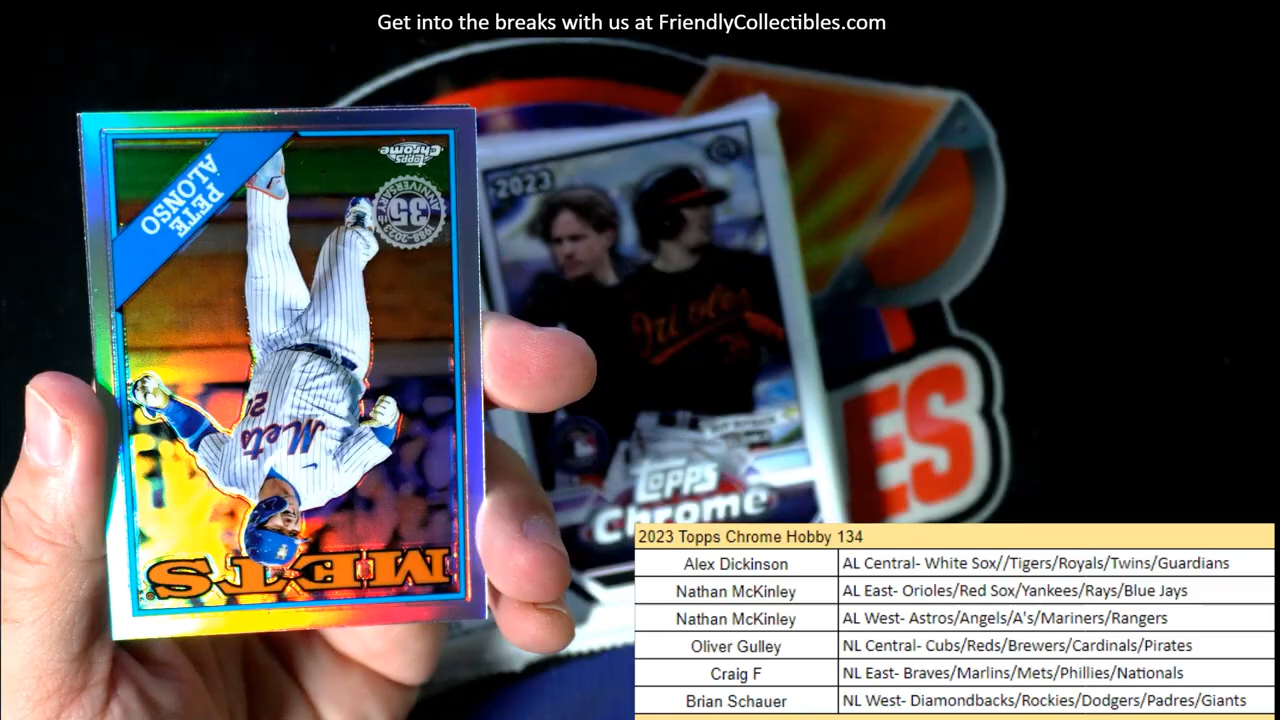 Get into the breaks with us at FriendlyCollectibles.com
PETE
ALONSO
topps
Chrome
1988-2023
35th
ANNIVERSARY
Mets
20
METS
2023
Orioles
topps
Chrome
ES
2023 Topps Chrome Hobby 134
Alex Dickinson AL Central- White Sox//Tigers/Royals/Twins/Guardians
Nathan McKinley AL East- Orioles/Red Sox/Yankees/Rays/Blue Jays
Nathan McKinley AL West- Astros/Angels/A's/Mariners/Rangers
Oliver Gulley NL Central- Cubs/Reds/Brewers/Cardinals/Pirates
Craig F NL East- Braves/Marlins/Mets/Phillies/Nationals
Brian Schauer NL West- Diamondbacks/Rockies/Dodgers/Padres/Giants